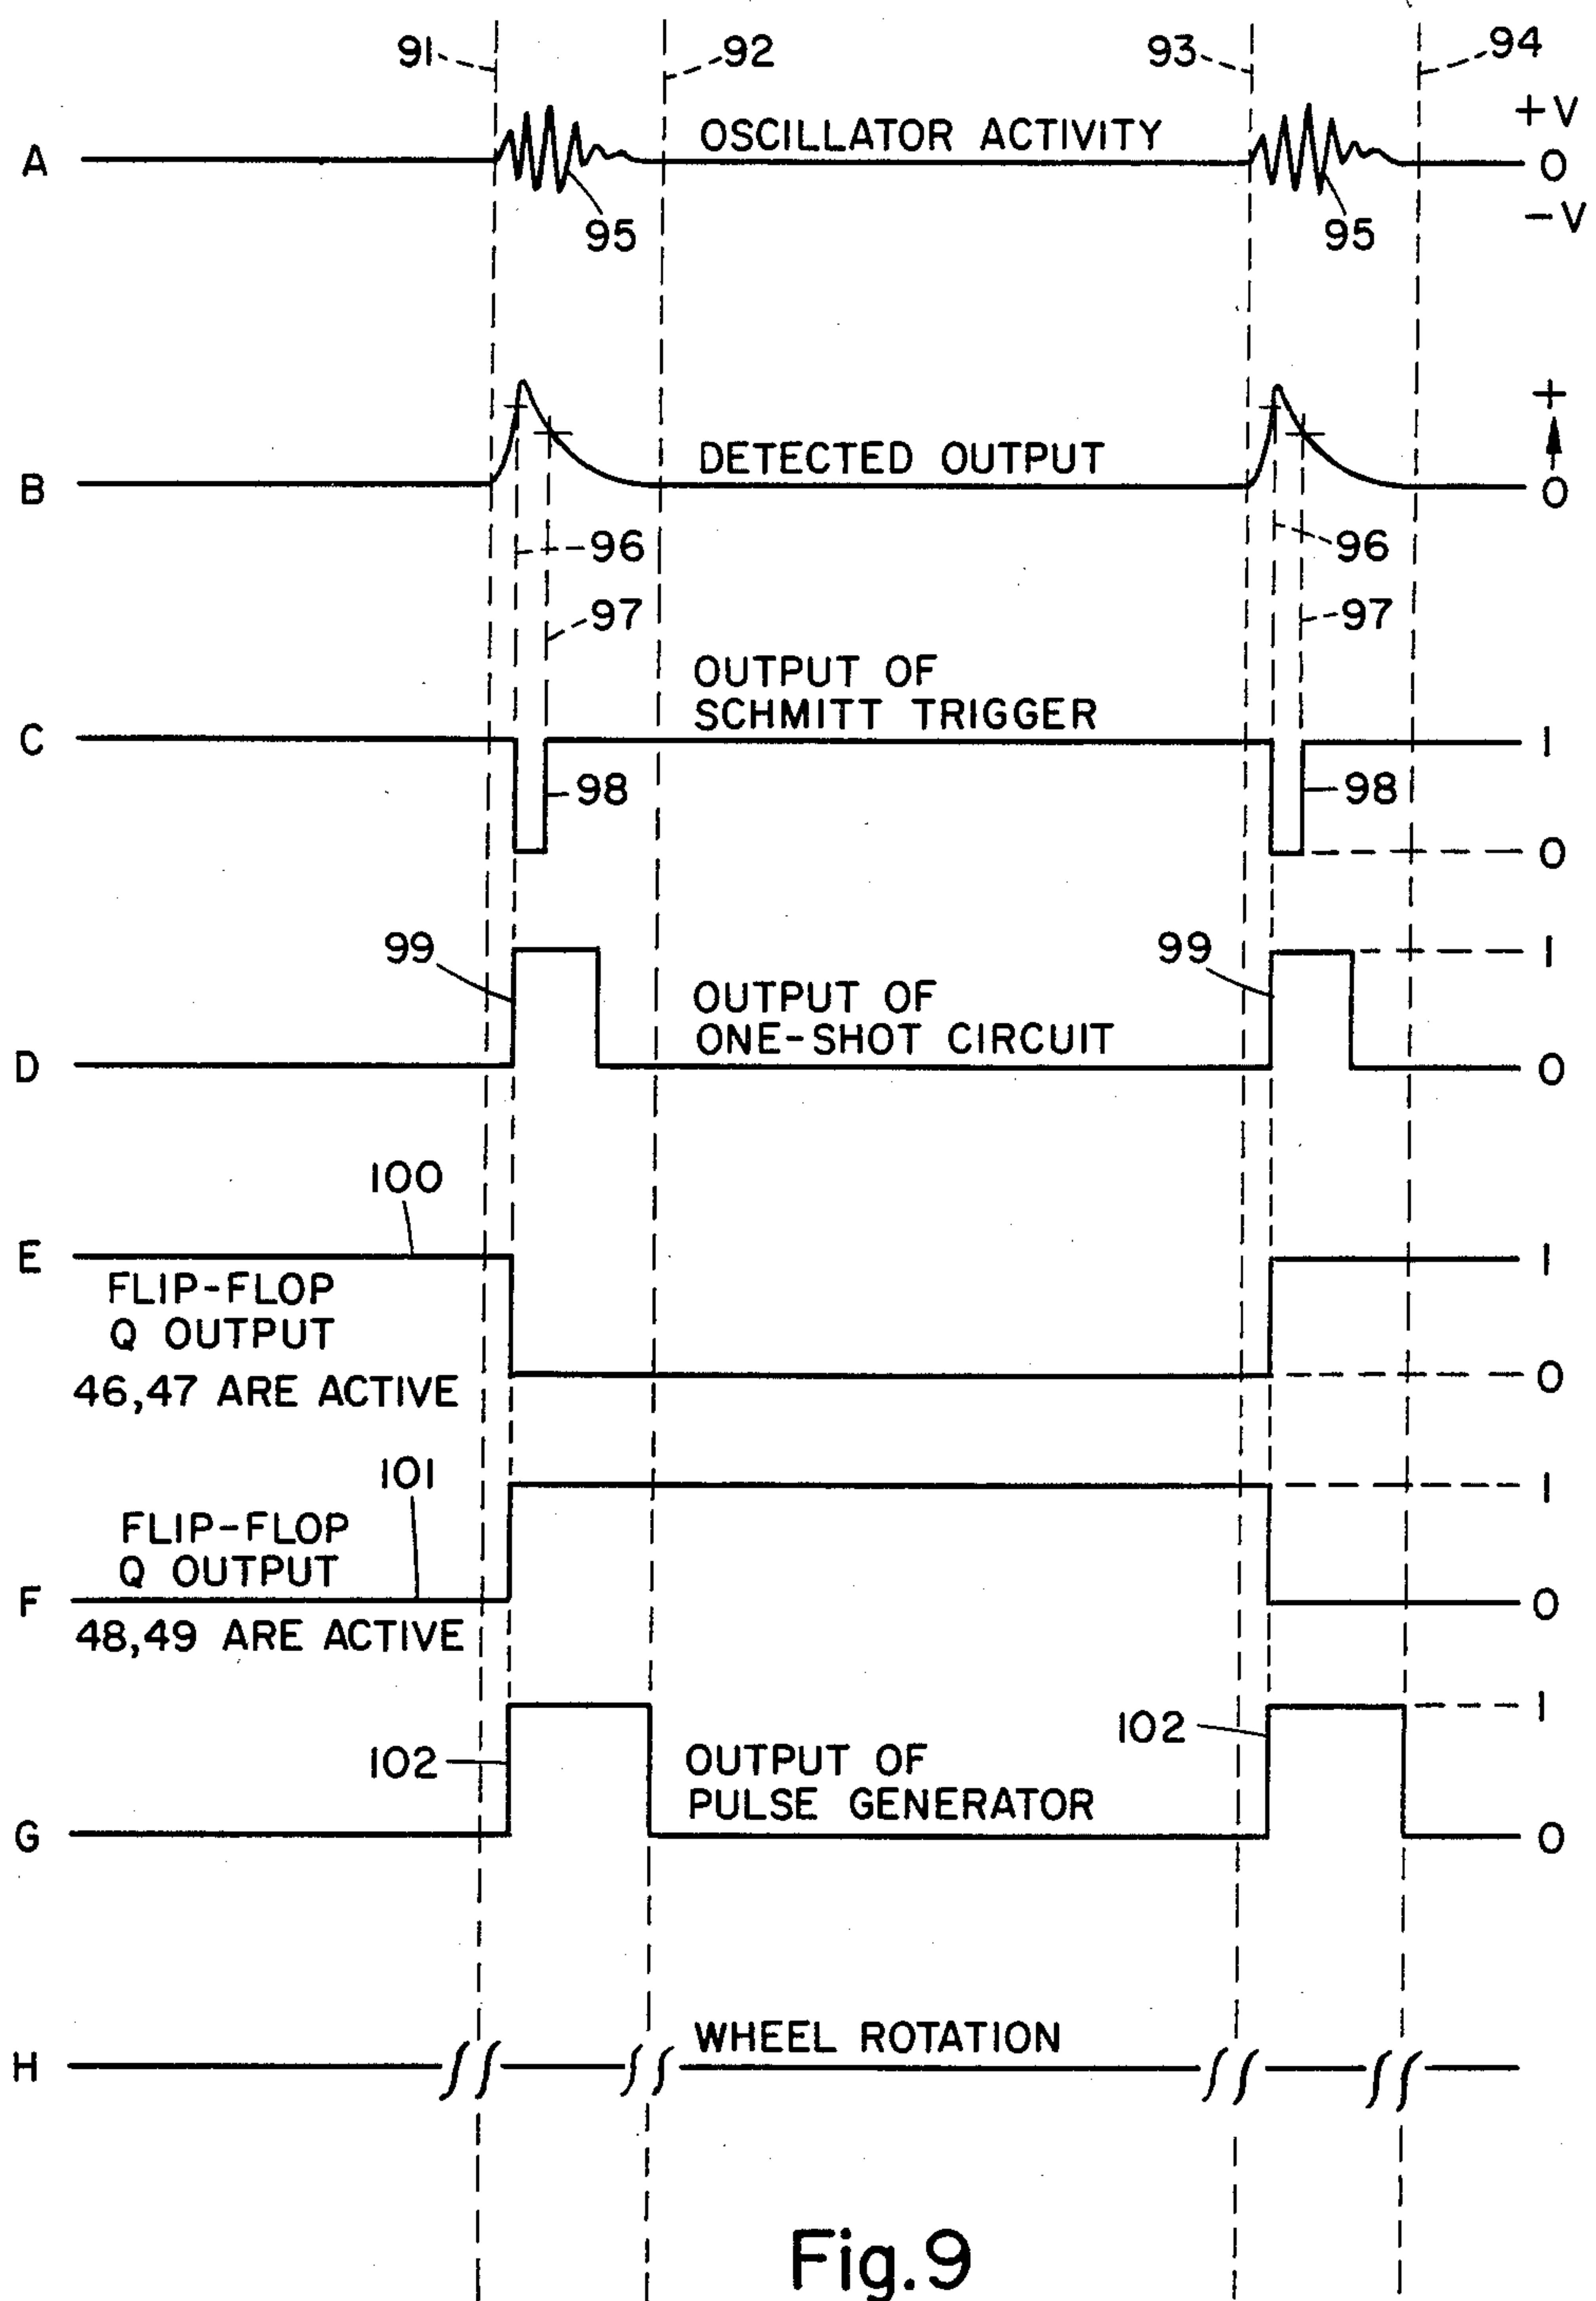 91 92 93 94
+V
A OSCILLATOR ACTIVITY 0
-V
95 95
+
B DETECTED OUTPUT 0
96 96
97 97
OUTPUT OF
SCHMITT TRIGGER
C 1
98 98
0
99 99 1
OUTPUT OF
ONE-SHOT CIRCUIT
D 0
100
E 1
FLIP-FLOP
Q OUTPUT
46,47 ARE ACTIVE 0
101 1
FLIP-FLOP
Q OUTPUT
F 0
48,49 ARE ACTIVE
1
102 102
OUTPUT OF
PULSE GENERATOR
G 0
WHEEL ROTATION
H
Fig.9